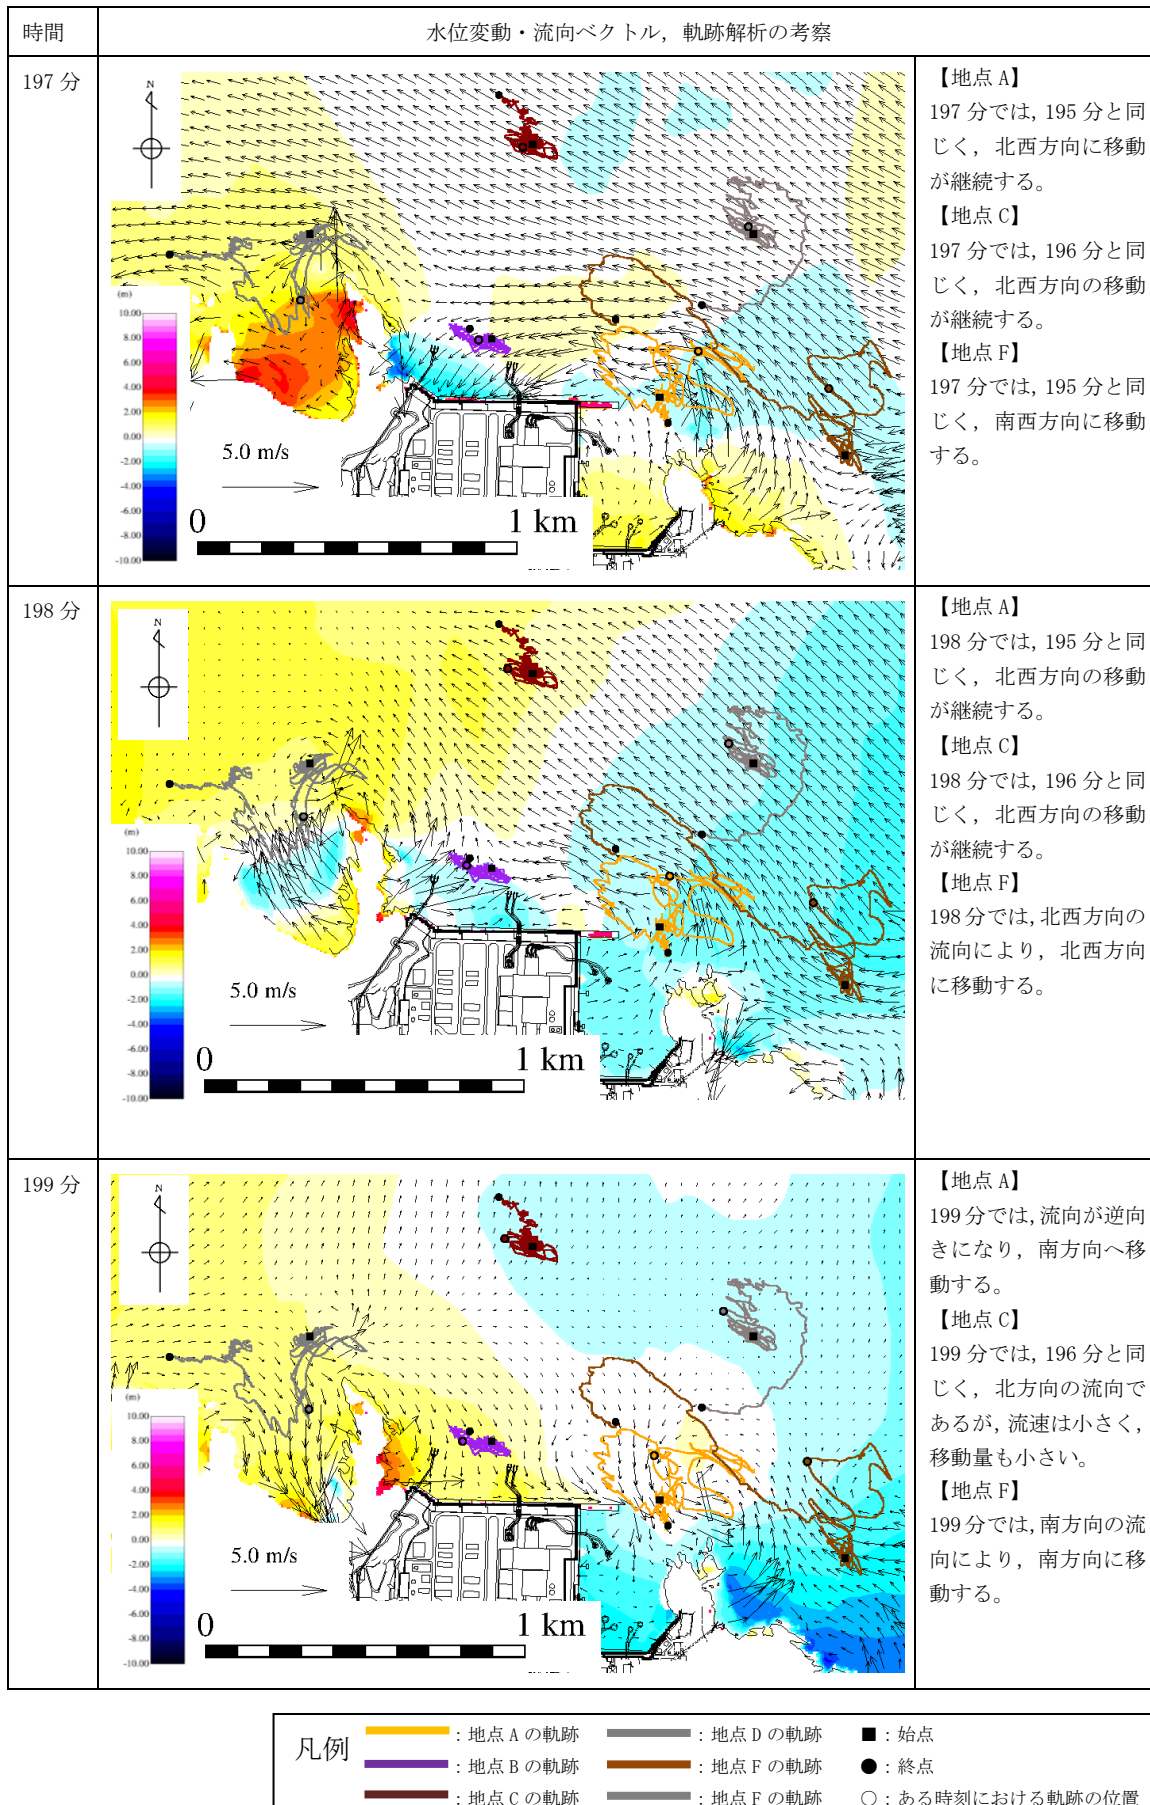 時間
水位変動・流向ベクトル，軌跡解析の考察
197 分
N
(m)
10.00
8.00
6.00
4.00
2.00
0.00
-2.00
-4.00
-6.00
-8.00
-10.00
5.0 m/s
0
1 km
【地点 A】
197 分では，195 分と同
じく，北西方向に移動
が継続する。
【地点 C】
197 分では，196 分と同
じく，北西方向の移動
が継続する。
【地点 F】
197 分では，195 分と同
じく，南西方向に移動
する。
198 分
N
(m)
10.00
8.00
6.00
4.00
2.00
0.00
-2.00
-4.00
-6.00
-8.00
-10.00
5.0 m/s
0
1 km
【地点 A】
198 分では，195 分と同
じく，北西方向の移動
が継続する。
【地点 C】
198 分では，196 分と同
じく，北西方向の移動
が継続する。
【地点 F】
198 分では，北西方向の
流向により，北西方向
に移動する。
199 分
N
(m)
10.00
8.00
6.00
4.00
2.00
0.00
-2.00
-4.00
-6.00
-8.00
-10.00
5.0 m/s
0
1 km
【地点 A】
199 分では，流向が逆向
きになり，南方向へ移
動する。
【地点 C】
199 分では，196 分と同
じく，北方向の流向で
あるが，流速は小さく，
移動量も小さい。
【地点 F】
199 分では，南方向の流
向により，南方向に移
動する。
凡例
：地点 A の軌跡 ：地点 D の軌跡 ■：始点
：地点 B の軌跡 ：地点 F の軌跡 ●：終点
：地点 C の軌跡 ：地点 F の軌跡 ○：ある時刻における軌跡の位置